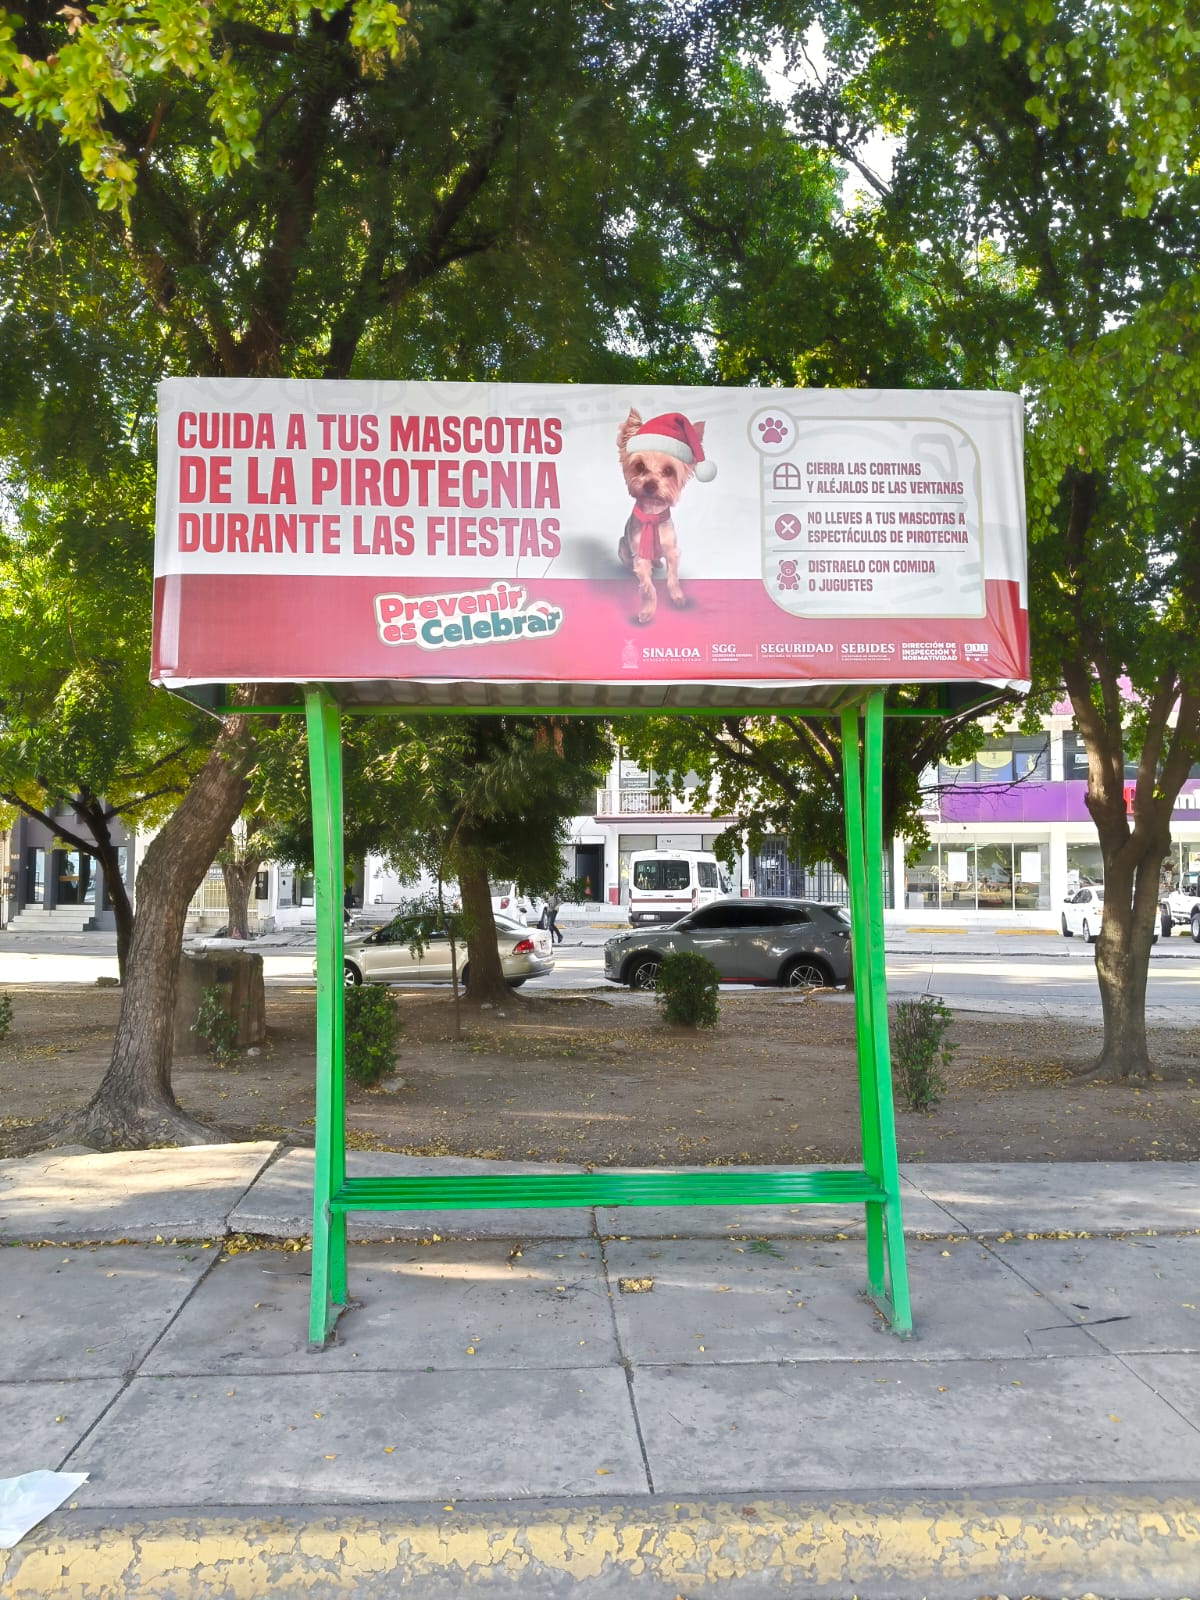 CUIDA A TUS MASCOTAS
DE LA PIROTECNIA
DURANTE LAS FIESTAS
Prevenir
es Celebrar
CIERRA LAS CORTINAS
Y ALÉJALOS DE LAS VENTANAS
NO LLEVES A TUS MASCOTAS A
ESPECTÁCULOS DE PIROTECNIA
DISTRAELO CON COMIDA
O JUGUETES
SINALOA
SGG
SEGURIDAD
SEBIDES
DIRECCIÓN DE
INSPECCIÓN Y
NORMATIVIDAD
911